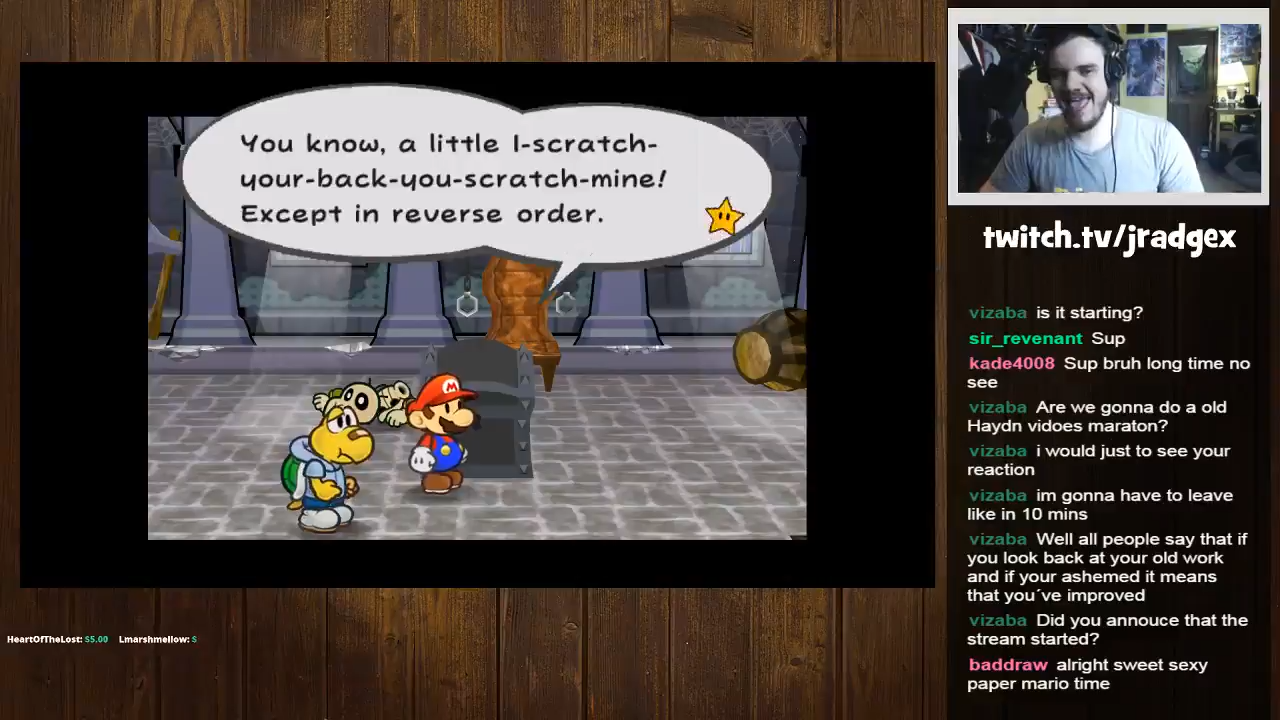 You know, a little I-scratch-
your-back-you-scratch-mine!
Except in reverse order.
M
twitch.tv/jradgex
vizaba is it starting?
sir_revenant Sup
kade4008 Sup bruh long time no
see
vizaba Are we gonna do a old
Haydn vidoes maraton?
vizaba i would just to see your
reaction
vizaba im gonna have to leave
like in 10 mins
vizaba Well all people say that if
you look back at your old work
and if your ashemed it means
that you´ve improved
vizaba Did you annouce that the
stream started?
baddraw alright sweet sexy
paper mario time
HeartOfTheLost: $5.00 Lmarshmellow: $